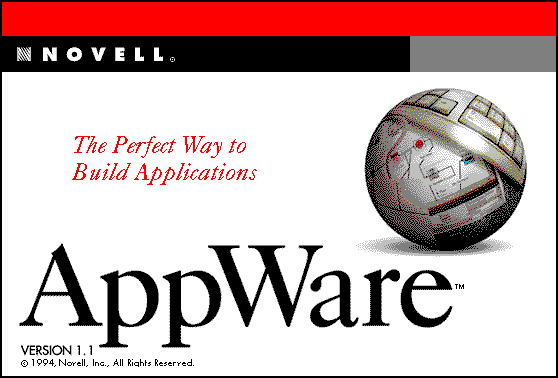 NOVELL®
The Perfect Way to
Build Applications
AppWare™
VERSION 1.1
© 1994, Novell, Inc., All Rights Reserved.